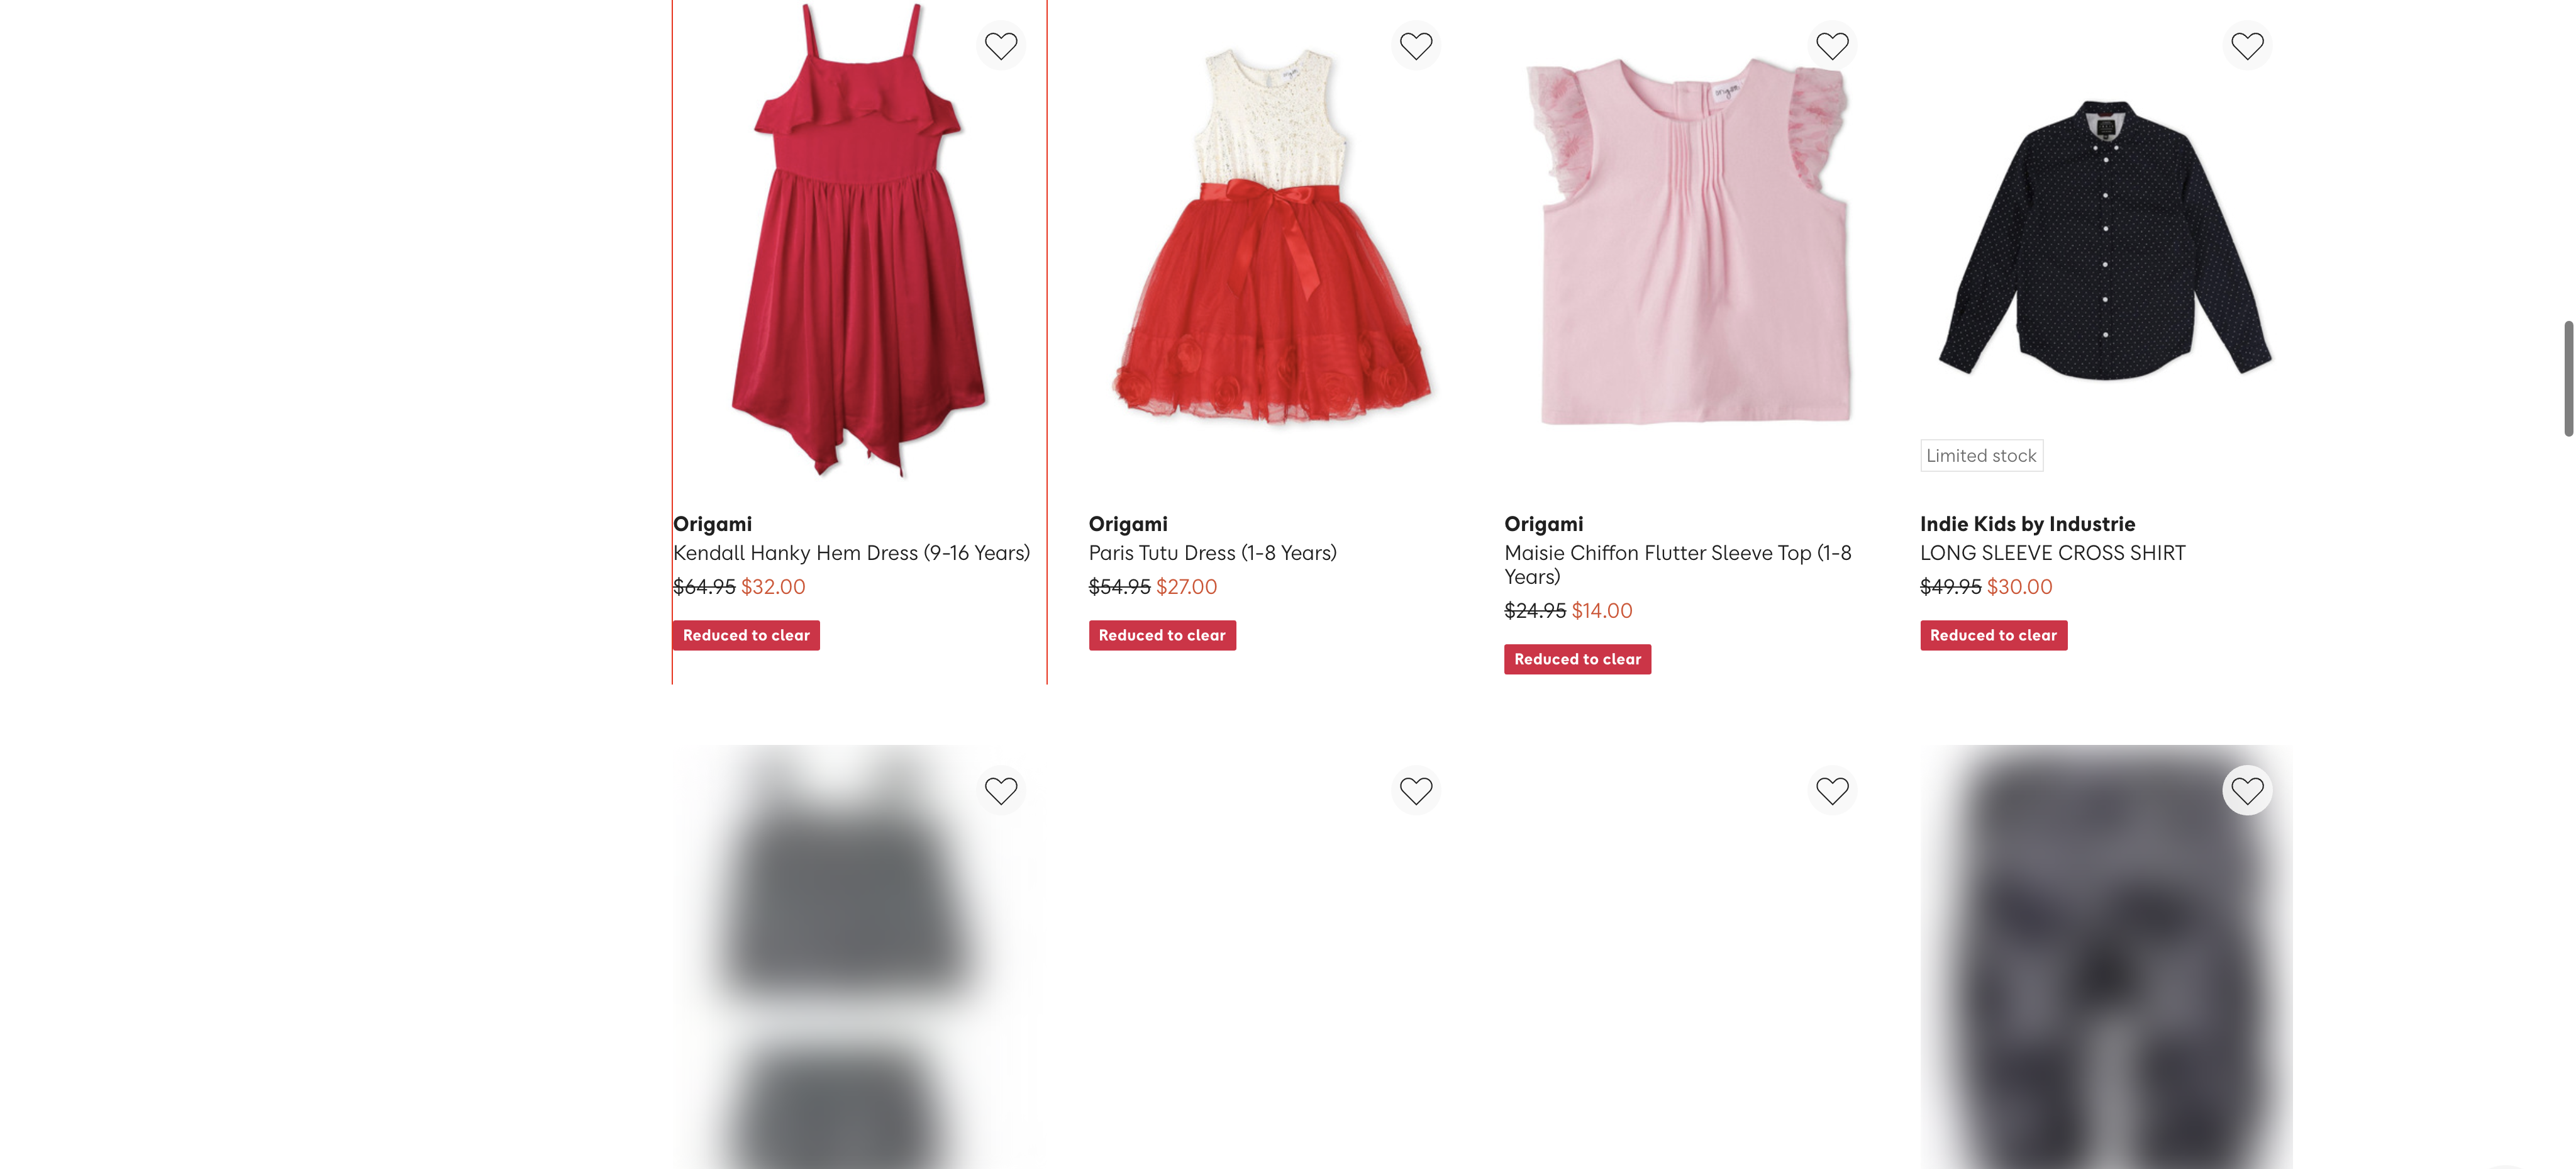 Origami
Kendall Hanky Hem Dress (9-16 Years)
$64.95 $32.00
Reduced to clear
Origami
Paris Tutu Dress (1-8 Years)
$54.95 $27.00
Reduced to clear
Origami
Maisie Chiffon Flutter Sleeve Top (1-8
Years)
$24.95 $14.00
Reduced to clear
Limited stock
Indie Kids by Industrie
LONG SLEEVE CROSS SHIRT
$49.95 $30.00
Reduced to clear